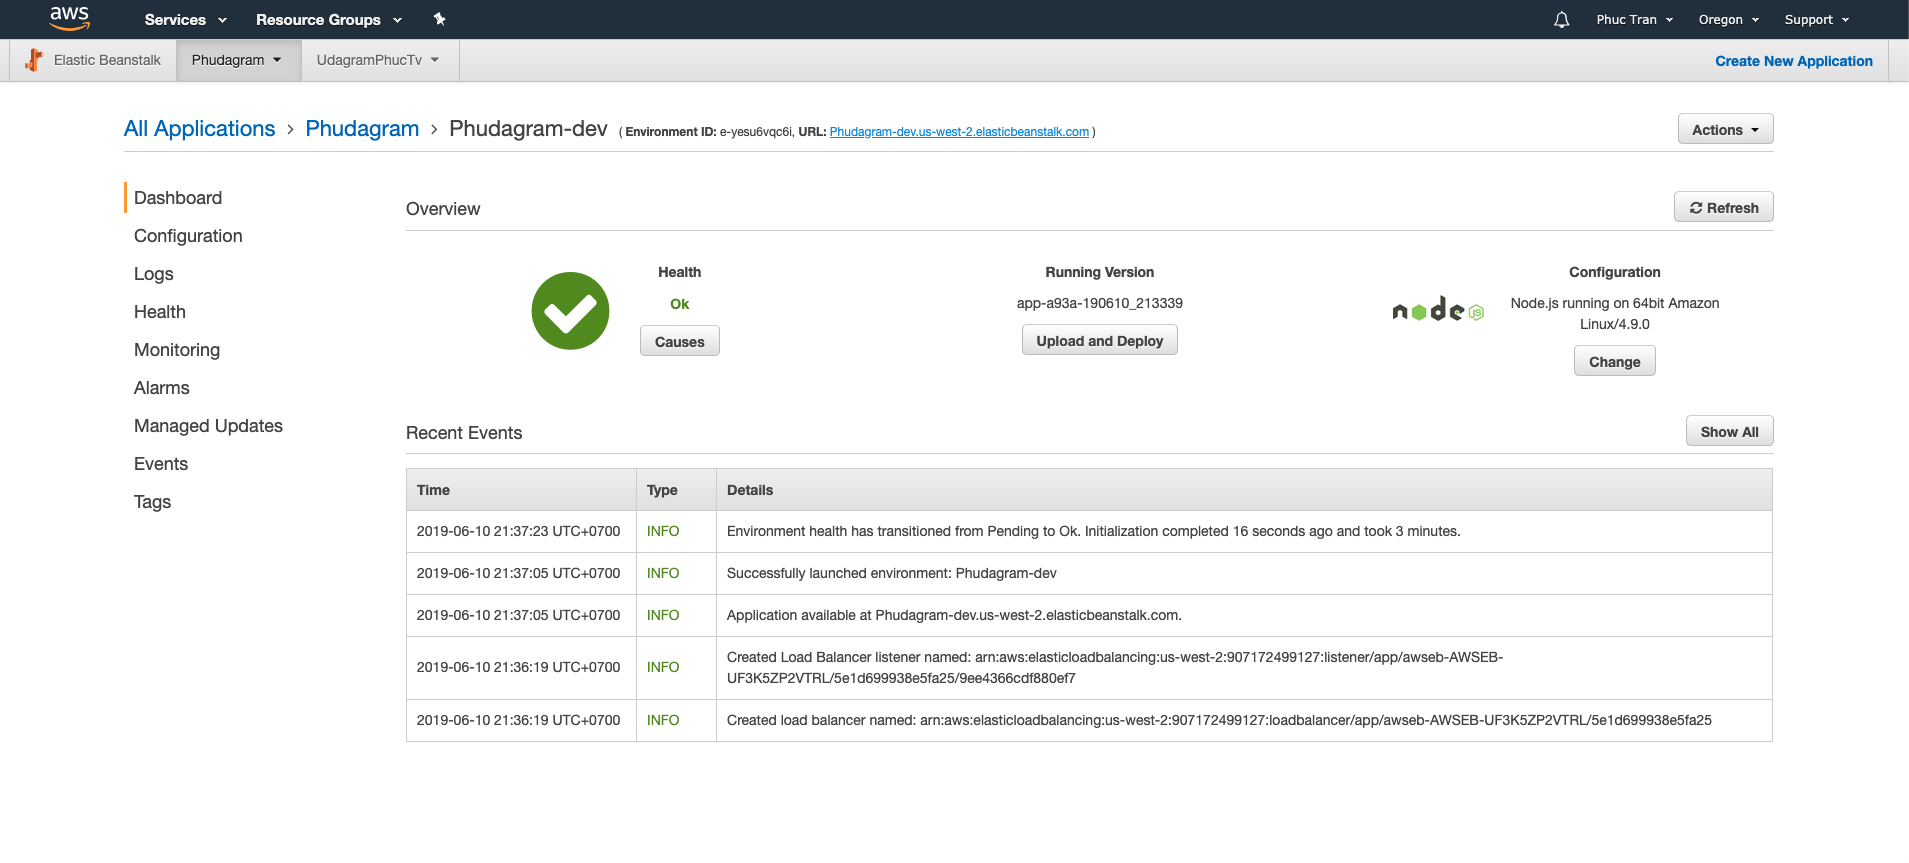 aws Services Resource Groups Phuc Tran Oregon Support
Elastic Beanstalk Phudagram UdagramPhucTv Create New Application
All Applications > Phudagram > Phudagram-dev ( Environment ID: e-yesu6vqc6i, URL: Phudagram-dev.us-west-2.elasticbeanstalk.com ) Actions
Dashboard
Configuration
Logs
Health
Monitoring
Alarms
Managed Updates
Events
Tags
Overview Refresh
Health
Ok
Causes
Running Version
app-a93a-190610_213339
Upload and Deploy
node JS
Configuration
Node.js running on 64bit Amazon
Linux/4.9.0
Change
Recent Events Show All
Time Type Details
2019-06-10 21:37:23 UTC+0700 INFO Environment health has transitioned from Pending to Ok. Initialization completed 16 seconds ago and took 3 minutes.
2019-06-10 21:37:05 UTC+0700 INFO Successfully launched environment: Phudagram-dev
2019-06-10 21:37:05 UTC+0700 INFO Application available at Phudagram-dev.us-west-2.elasticbeanstalk.com.
2019-06-10 21:36:19 UTC+0700 INFO Created Load Balancer listener named: arn:aws:elasticloadbalancing:us-west-2:907172499127:listener/app/awseb-AWSEB-
UF3K5ZP2VTRL/5e1d699938e5fa25/9ee4366cdf880ef7
2019-06-10 21:36:19 UTC+0700 INFO Created load balancer named: arn:aws:elasticloadbalancing:us-west-2:907172499127:loadbalancer/app/awseb-AWSEB-UF3K5ZP2VTRL/5e1d699938e5fa25